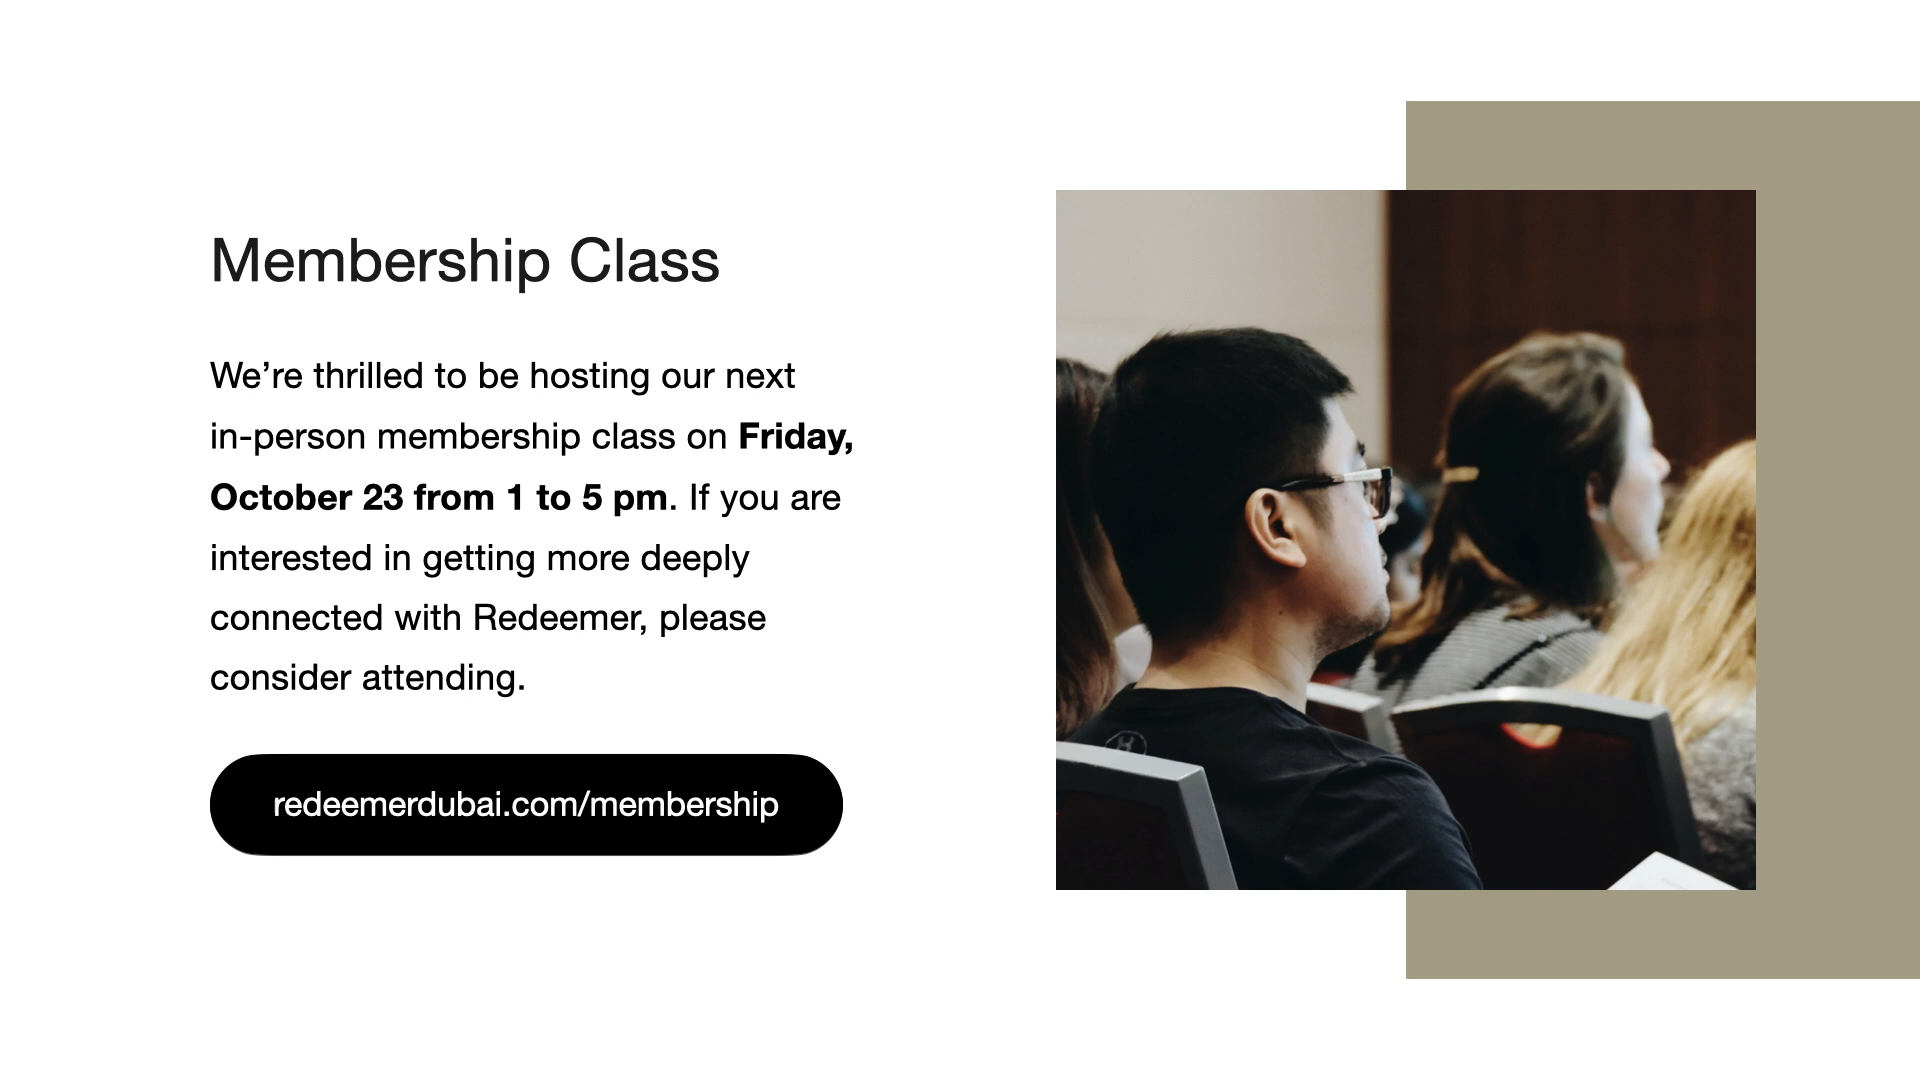 Membership Class
We’re thrilled to be hosting our next
in-person membership class on Friday,
October 23 from 1 to 5 pm. If you are
interested in getting more deeply
connected with Redeemer, please
consider attending.
redeemerdubai.com/membership